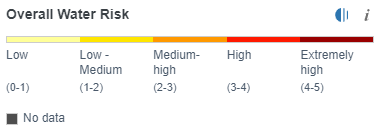 Overall Water Risk
i
Low Low - Medium-high High Extremely
Medium high
(0-1) (1-2) (2-3) (3-4) (4-5)
No data